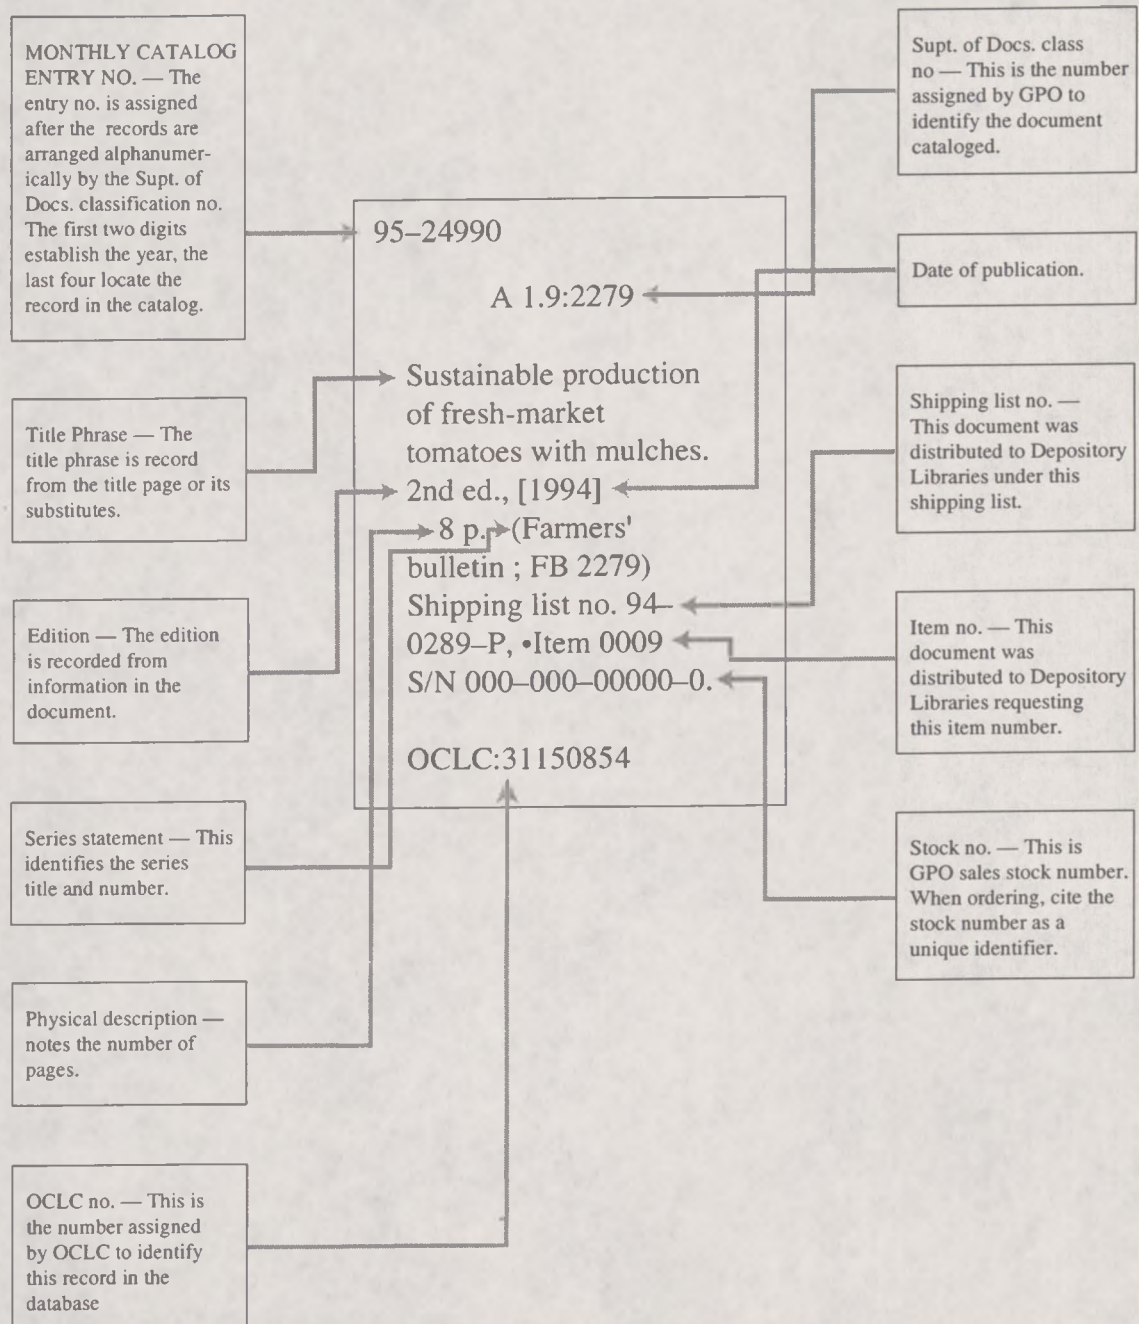 MONTHLY CATALOG
ENTRY NO. — The
entry no. is assigned
after the records are
arranged alphanumer-
ically by the Supt. of
Docs. classification no.
The first two digits
establish the year, the
last four locate the
record in the catalog.
Title Phrase — The
title phrase is record
from the title page or its
substitutes.
Edition — The edition
is recorded from
information in the
document.
Series statement — This
identifies the series
title and number.
Physical description —
notes the number of
pages.
OCLC no. — This is
the number assigned
by OCLC to identify
this record in the
database
95–24990
A 1.9:2279
Sustainable production
of fresh-market
tomatoes with mulches.
2nd ed., [1994]
8 p. (Farmers'
bulletin ; FB 2279)
Shipping list no. 94–
0289–P, •Item 0009
S/N 000–000–00000–0.
OCLC:31150854
Supt. of Docs. class
no — This is the number
assigned by GPO to
identify the document
cataloged.
Date of publication.
Shipping list no. —
This document was
distributed to Depository
Libraries under this
shipping list.
Item no. — This
document was
distributed to Depository
Libraries requesting
this item number.
Stock no. — This is
GPO sales stock number.
When ordering, cite the
stock number as a
unique identifier.